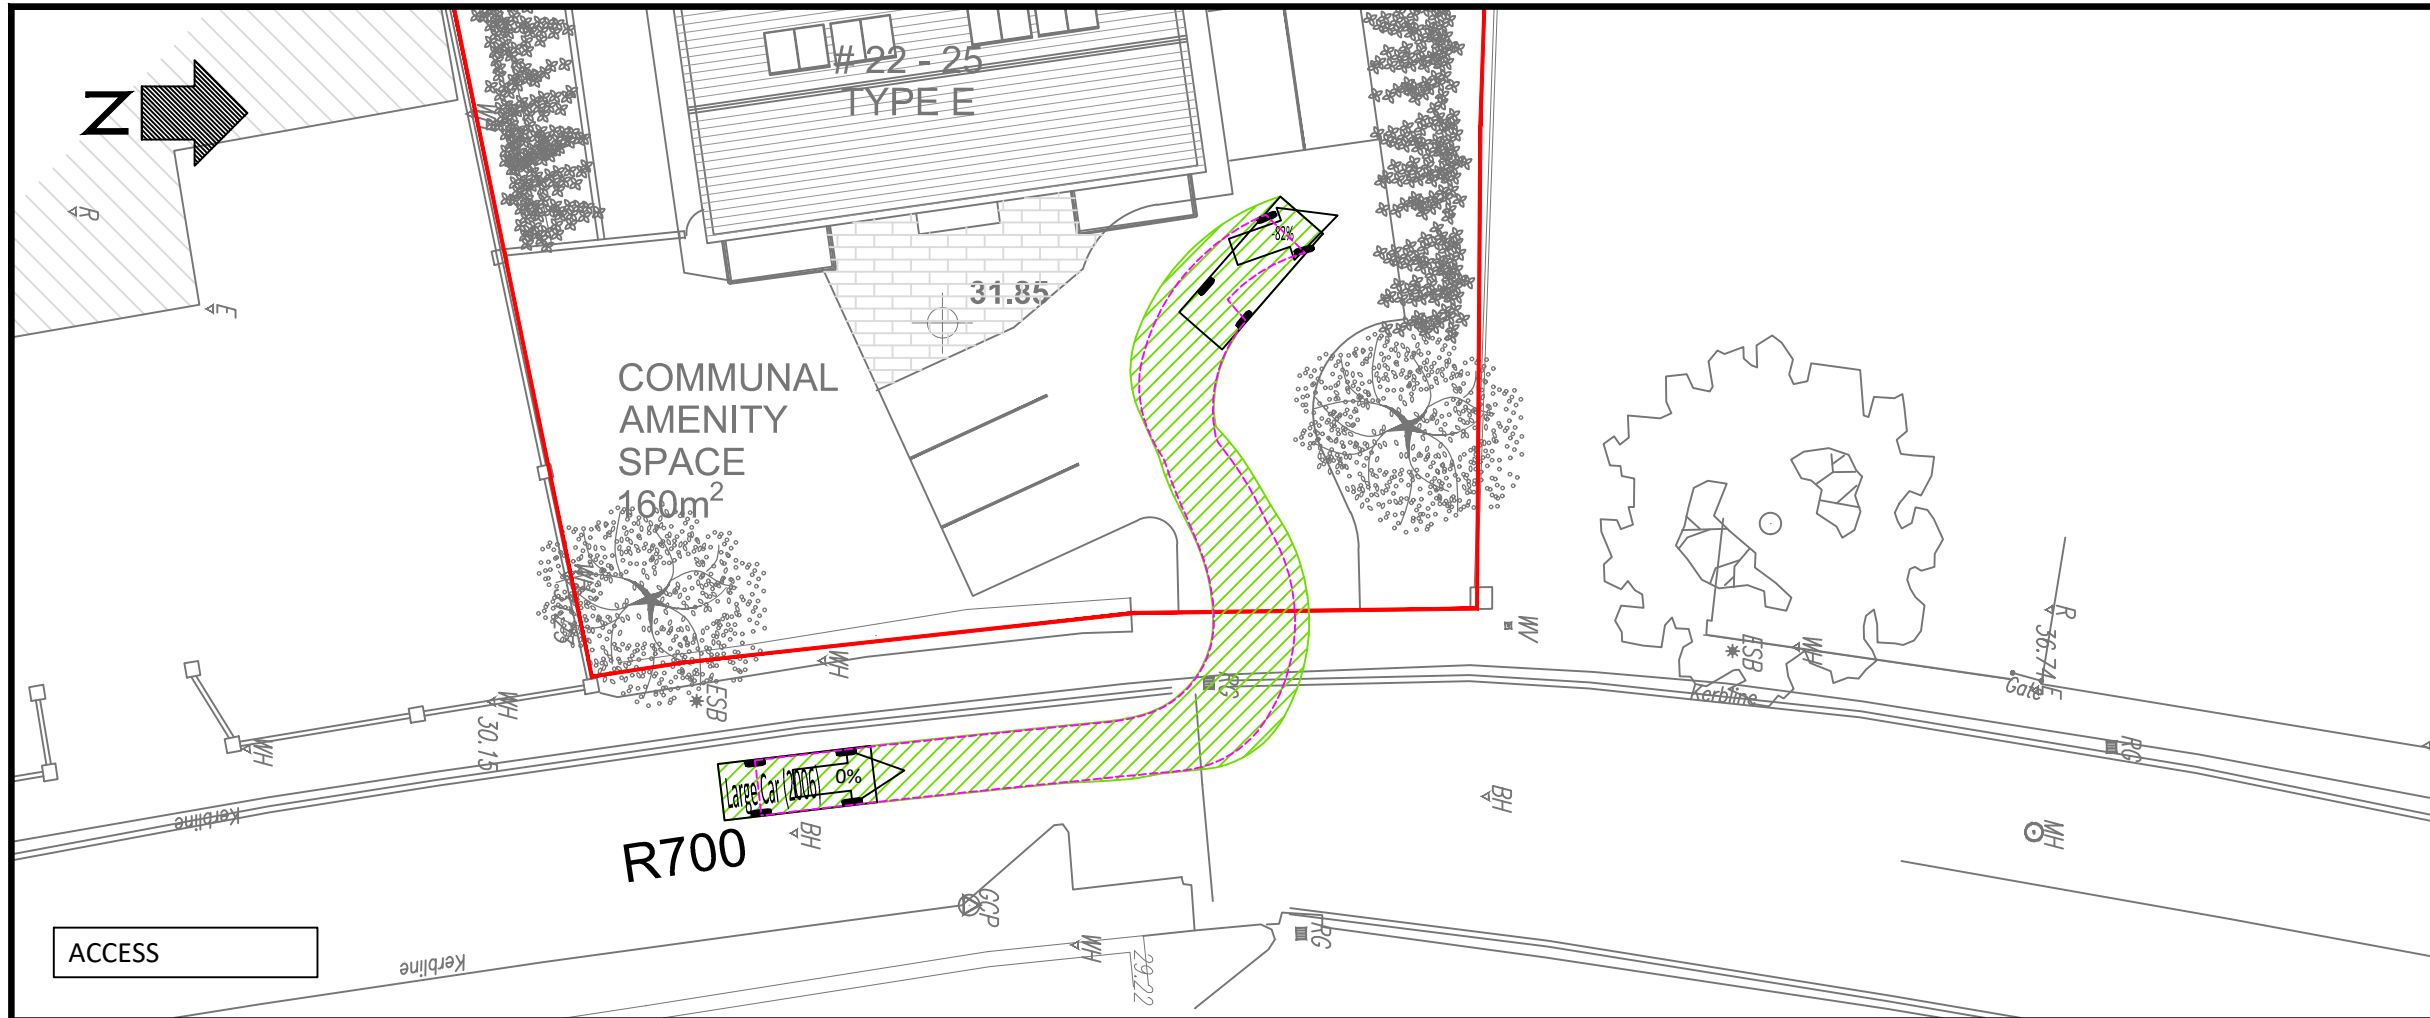 # 22 - 25
TYPE E
N
R
E
31.85
COMMUNAL
AMENITY
SPACE
160m²
-82%
WV
R 36.74
E
ESB
WH
Gate
Kerbline
WH
ESB
RG
WH
30.15
WH
RG
Large Car (2006)
0%
BH
BH
MH
R700
Kerbline
GCP
RG
WH
29.22
Kerbline
ACCESS